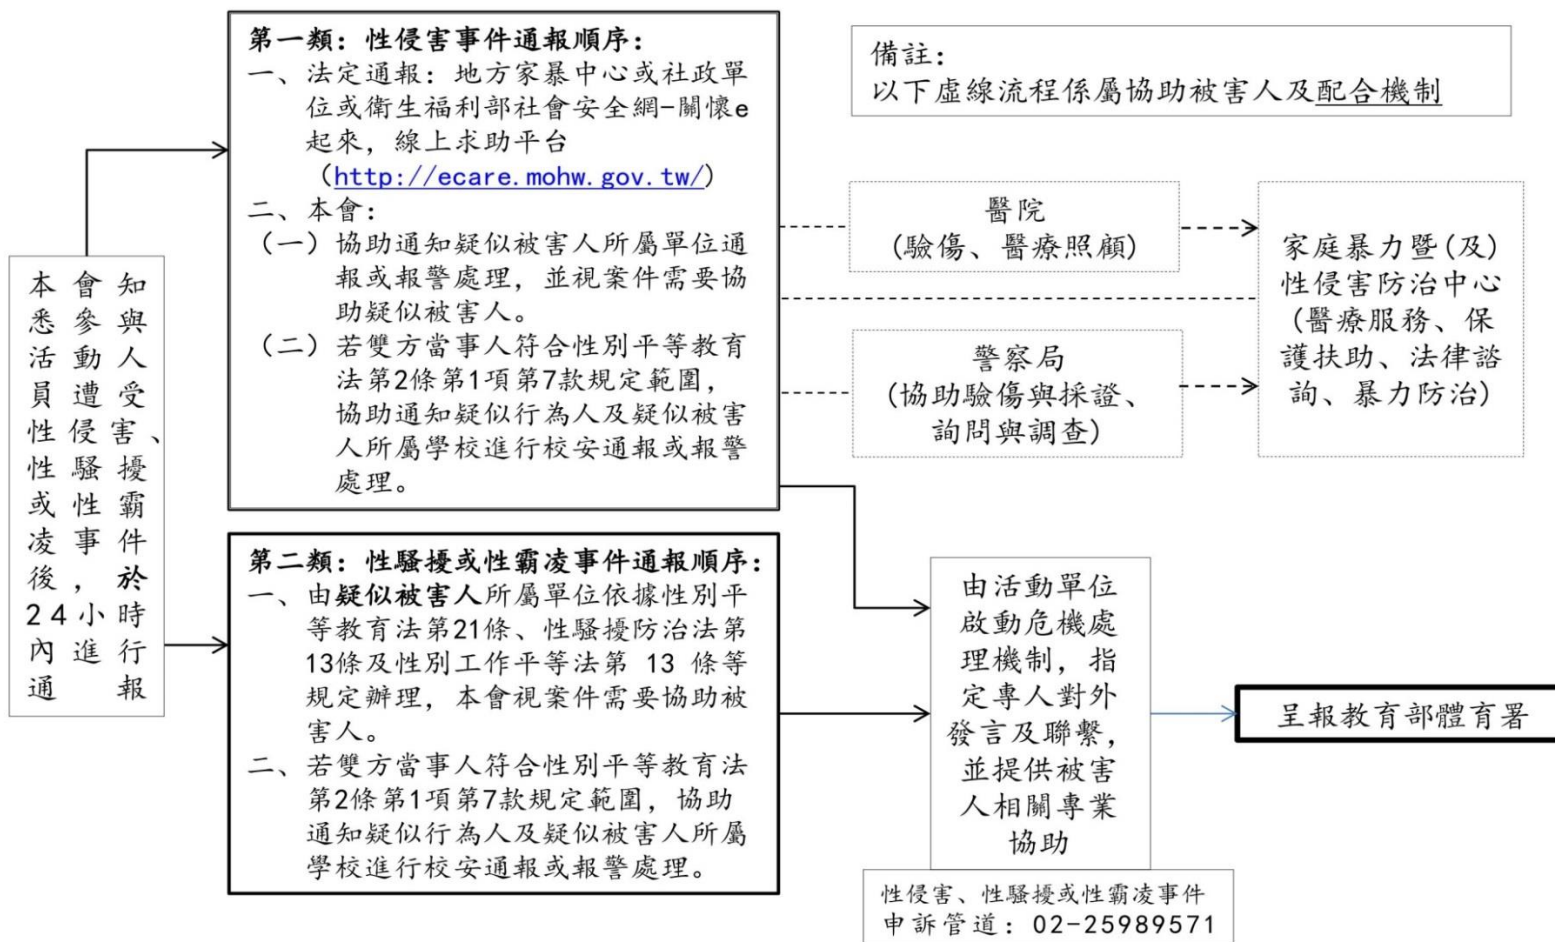 本會知
悉參與
活動人
員遭受
性侵害、
性騷擾
或性霸
凌事件
後，於
24小時
內進行
通報
第一類：性侵害事件通報順序：
一、法定通報：地方家暴中心或社政單
位或衛生福利部社會安全網-關懷e
起來，線上求助平台
（http://ecare.mohw.gov.tw/）
二、本會：
（一）協助通知疑似被害人所屬單位通
報或報警處理，並視案件需要協
助疑似被害人。
（二）若雙方當事人符合性別平等教育
法第2條第1項第7款規定範圍，
協助通知疑似行為人及疑似被害
人所屬學校進行校安通報或報警
處理。
第二類：性騷擾或性霸凌事件通報順序：
一、由疑似被害人所屬單位依據性別平
等教育法第21條、性騷擾防治法第
13條及性別工作平等法第 13 條等
規定辦理，本會視案件需要協助被
害人。
二、若雙方當事人符合性別平等教育法
第2條第1項第7款規定範圍，協助
通知疑似行為人及疑似被害人所屬
學校進行校安通報或報警處理。
備註：
以下虛線流程係屬協助被害人及配合機制
醫院
(驗傷、醫療照顧)
警察局
(協助驗傷與採證、
詢問與調查)
家庭暴力暨(及)
性侵害防治中心
(醫療服務、保
護扶助、法律諮
詢、暴力防治)
由活動單位
啟動危機處
理機制，指
定專人對外
發言及聯繫，
並提供被害
人相關專業
協助
呈報教育部體育署
性侵害、性騷擾或性霸凌事件
申訴管道：02-25989571